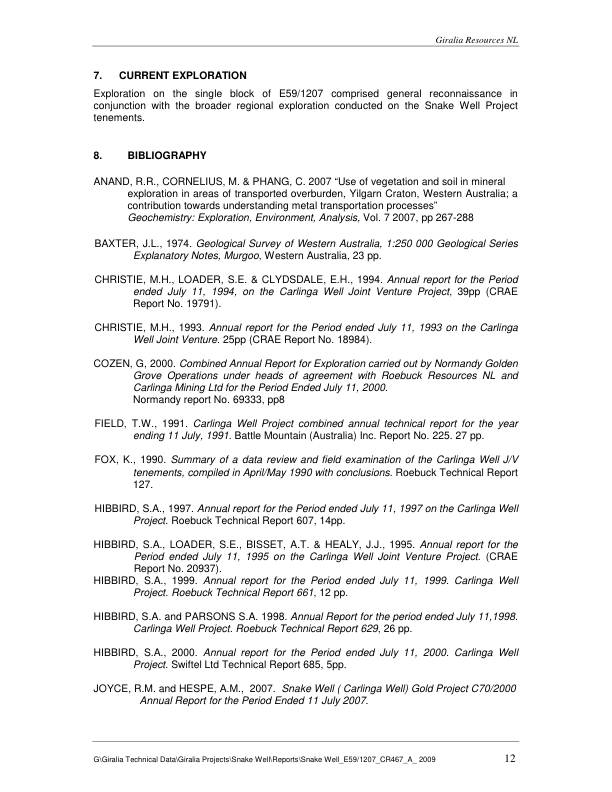 Giralia Resources NL
7. CURRENT EXPLORATION
Exploration on the single block of E59/1207 comprised general reconnaissance in
conjunction with the broader regional exploration conducted on the Snake Well Project
tenements.
8. BIBLIOGRAPHY
ANAND, R.R., CORNELIUS, M. & PHANG, C. 2007 “Use of vegetation and soil in mineral
exploration in areas of transported overburden, Yilgarn Craton, Western Australia; a
contribution towards understanding metal transportation processes”
Geochemistry: Exploration, Environment, Analysis, Vol. 7 2007, pp 267-288
BAXTER, J.L., 1974. Geological Survey of Western Australia, 1:250 000 Geological Series
Explanatory Notes, Murgoo, Western Australia, 23 pp.
CHRISTIE, M.H., LOADER, S.E. & CLYDSDALE, E.H., 1994. Annual report for the Period
ended July 11, 1994, on the Carlinga Well Joint Venture Project, 39pp (CRAE
Report No. 19791).
CHRISTIE, M.H., 1993. Annual report for the Period ended July 11, 1993 on the Carlinga
Well Joint Venture. 25pp (CRAE Report No. 18984).
COZEN, G, 2000. Combined Annual Report for Exploration carried out by Normandy Golden
Grove Operations under heads of agreement with Roebuck Resources NL and
Carlinga Mining Ltd for the Period Ended July 11, 2000.
Normandy report No. 69333, pp8
FIELD, T.W., 1991. Carlinga Well Project combined annual technical report for the year
ending 11 July, 1991. Battle Mountain (Australia) Inc. Report No. 225. 27 pp.
FOX, K., 1990. Summary of a data review and field examination of the Carlinga Well J/V
tenements, compiled in April/May 1990 with conclusions. Roebuck Technical Report
127.
HIBBIRD, S.A., 1997. Annual report for the Period ended July 11, 1997 on the Carlinga Well
Project. Roebuck Technical Report 607, 14pp.
HIBBIRD, S.A., LOADER, S.E., BISSET, A.T. & HEALY, J.J., 1995. Annual report for the
Period ended July 11, 1995 on the Carlinga Well Joint Venture Project. (CRAE
Report No. 20937).
HIBBIRD, S.A., 1999. Annual report for the Period ended July 11, 1999. Carlinga Well
Project. Roebuck Technical Report 661, 12 pp.
HIBBIRD, S.A. and PARSONS S.A. 1998. Annual Report for the period ended July 11,1998.
Carlinga Well Project. Roebuck Technical Report 629, 26 pp.
HIBBIRD, S.A., 2000. Annual report for the Period ended July 11, 2000. Carlinga Well
Project. Swiftel Ltd Technical Report 685, 5pp.
JOYCE, R.M. and HESPE, A.M., 2007. Snake Well ( Carlinga Well) Gold Project C70/2000
Annual Report for the Period Ended 11 July 2007.
G\Giralia Technical Data\Giralia Projects\Snake Well\Reports\Snake Well_E59/1207_CR467_A_ 2009 12